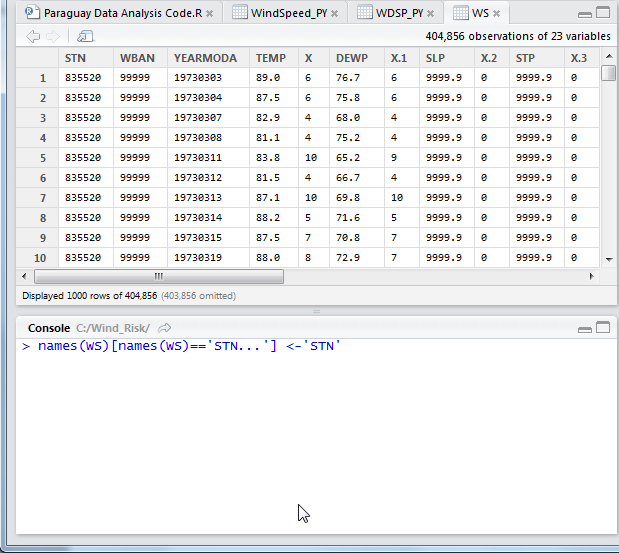 Paraguay Data Analysis Code.R × WindSpeed_PY × WDSP_PY × WS ×
404,856 observations of 23 variables
STN WBAN YEARMODA TEMP X DEWP X.1 SLP X.2 STP X.3
1 835520 99999 19730303 89.0 6 76.7 6 9999.9 0 9999.9 0
2 835520 99999 19730304 87.5 6 75.8 6 9999.9 0 9999.9 0
3 835520 99999 19730307 82.9 4 68.0 4 9999.9 0 9999.9 0
4 835520 99999 19730308 81.1 4 75.2 4 9999.9 0 9999.9 0
5 835520 99999 19730311 83.8 10 65.2 9 9999.9 0 9999.9 0
6 835520 99999 19730312 81.5 4 66.7 4 9999.9 0 9999.9 0
7 835520 99999 19730313 87.1 10 69.8 10 9999.9 0 9999.9 0
8 835520 99999 19730314 88.2 5 71.6 5 9999.9 0 9999.9 0
9 835520 99999 19730315 87.5 7 70.8 7 9999.9 0 9999.9 0
10 835520 99999 19730319 88.0 8 72.9 7 9999.9 0 9999.9 0
Displayed 1000 rows of 404,856 (403,856 omitted)
Console C:/Wind_Risk/
> names(WS)[names(WS)=='STN...'] <-'STN'